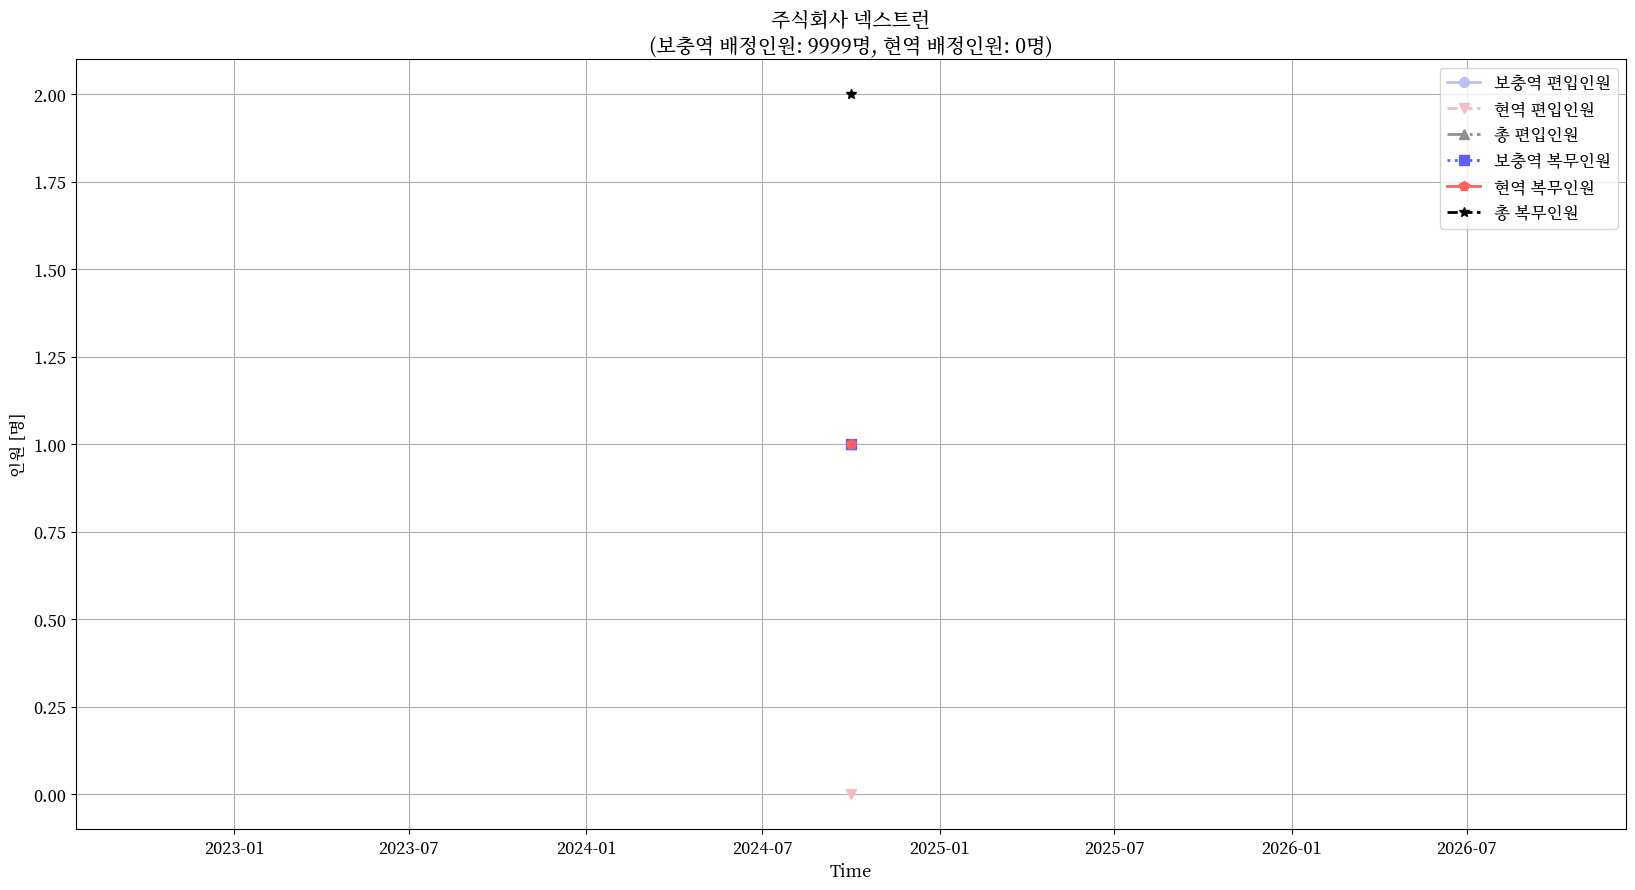 주식회사 넥스트런
(보충역 배정인원: 9999명, 현역 배정인원: 0명)
보충역 편입인원
현역 편입인원
총 편입인원
보충역 복무인원
현역 복무인원
총 복무인원
인원 [명]
2.00
1.75
1.50
1.25
1.00
0.75
0.50
0.25
0.00
2023-01
2023-07
2024-01
2024-07
2025-01
2025-07
2026-01
2026-07
Time